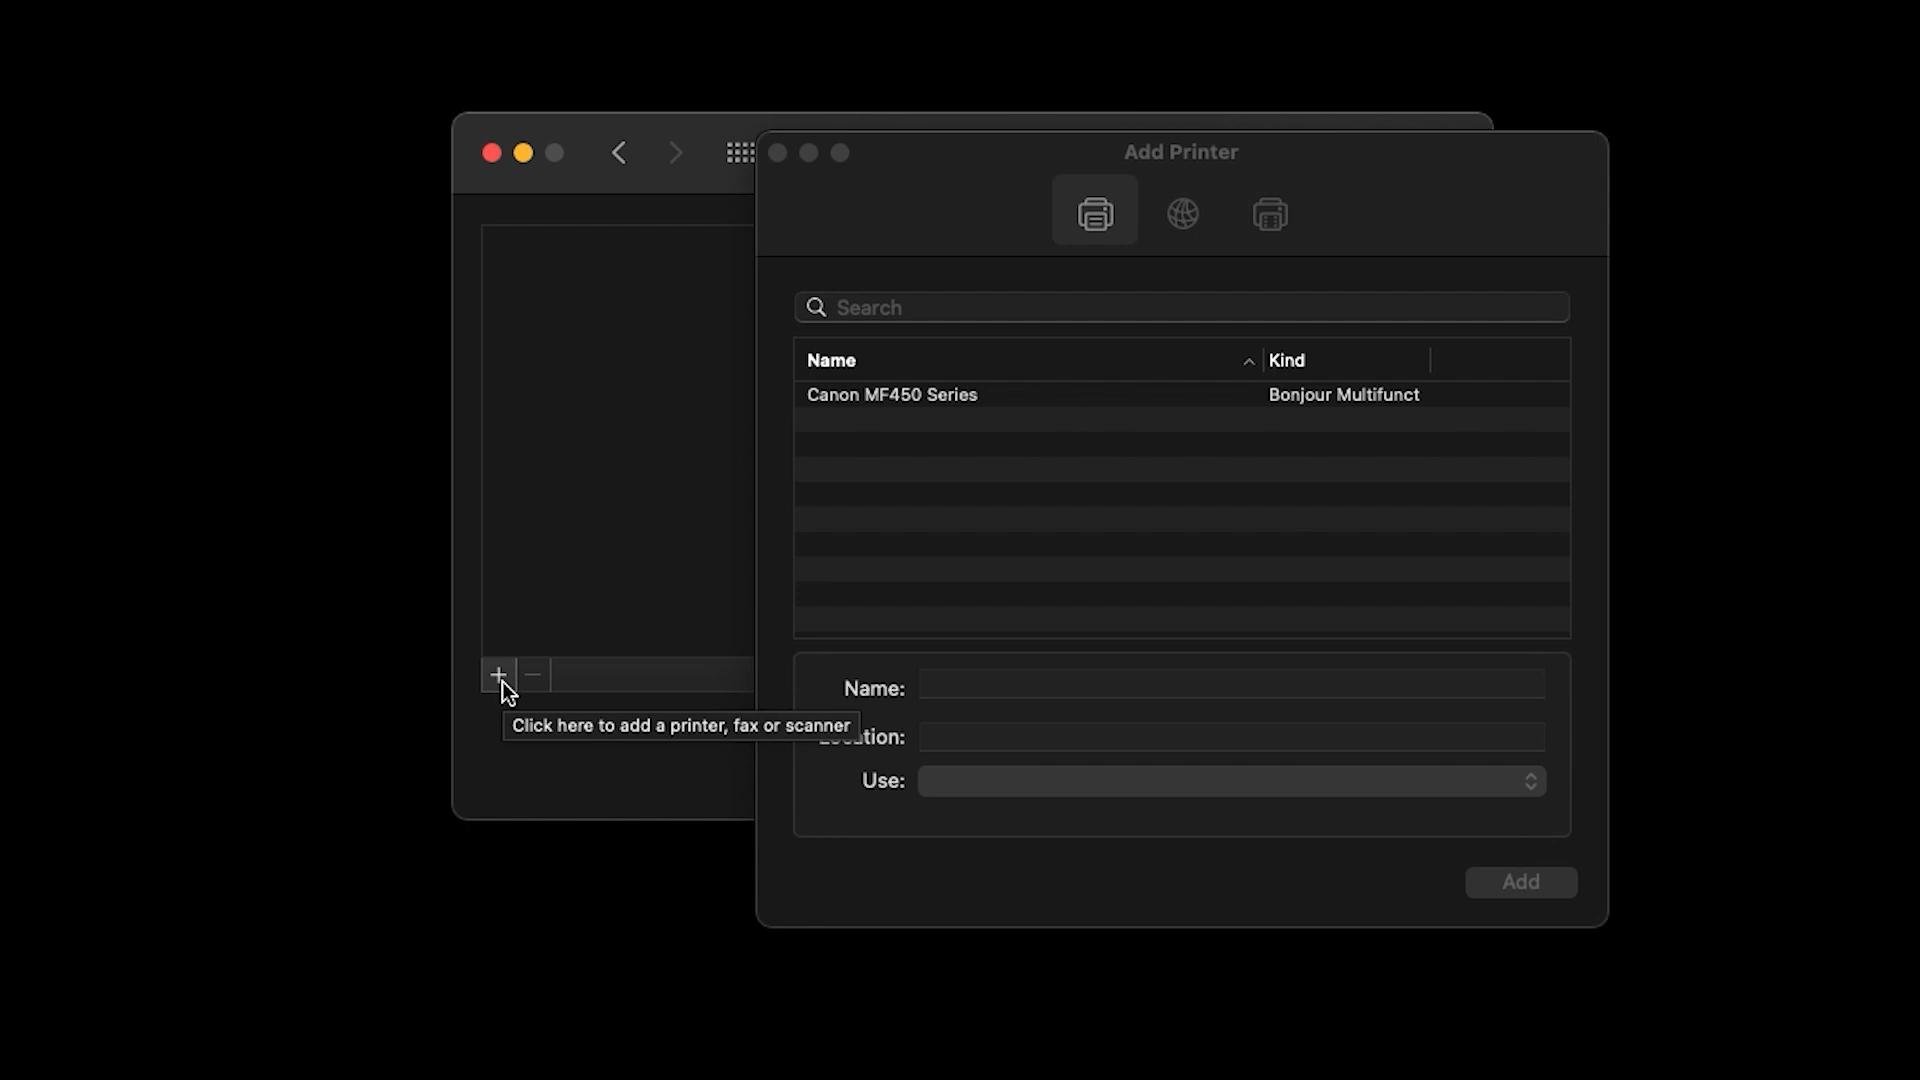 Add Printer
Search
Name Kind
Canon MF450 Series Bonjour Multifunct
Name:
Click here to add a printer, fax or scanner
Use:
Add